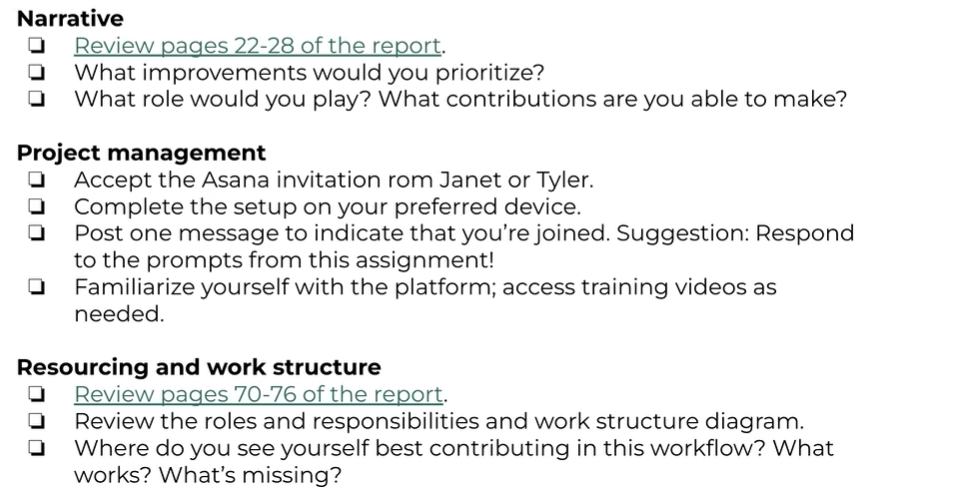 Narrative
❏ Review pages 22-28 of the report.
❏ What improvements would you prioritize?
❏ What role would you play? What contributions are you able to make?
Project management
❏ Accept the Asana invitation rom Janet or Tyler.
❏ Complete the setup on your preferred device.
❏ Post one message to indicate that you’re joined. Suggestion: Respond
to the prompts from this assignment!
❏ Familiarize yourself with the platform; access training videos as
needed.
Resourcing and work structure
❏ Review pages 70-76 of the report.
❏ Review the roles and responsibilities and work structure diagram.
❏ Where do you see yourself best contributing in this workflow? What
works? What’s missing?